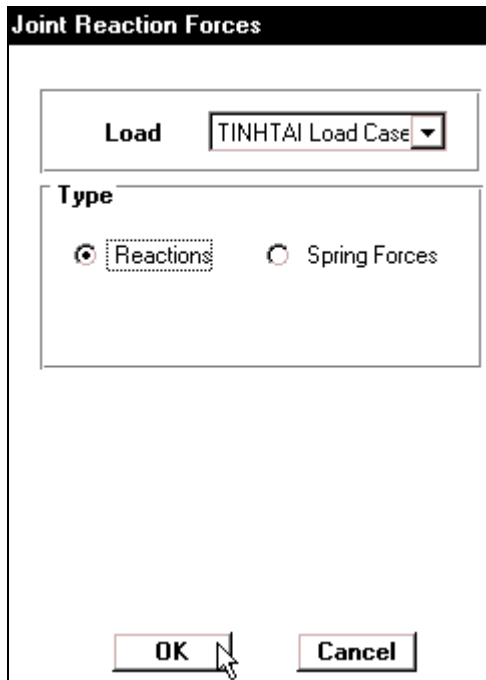 Joint Reaction Forces
Load TINHTAI Load Case
Type
Reactions Spring Forces
OK Cancel